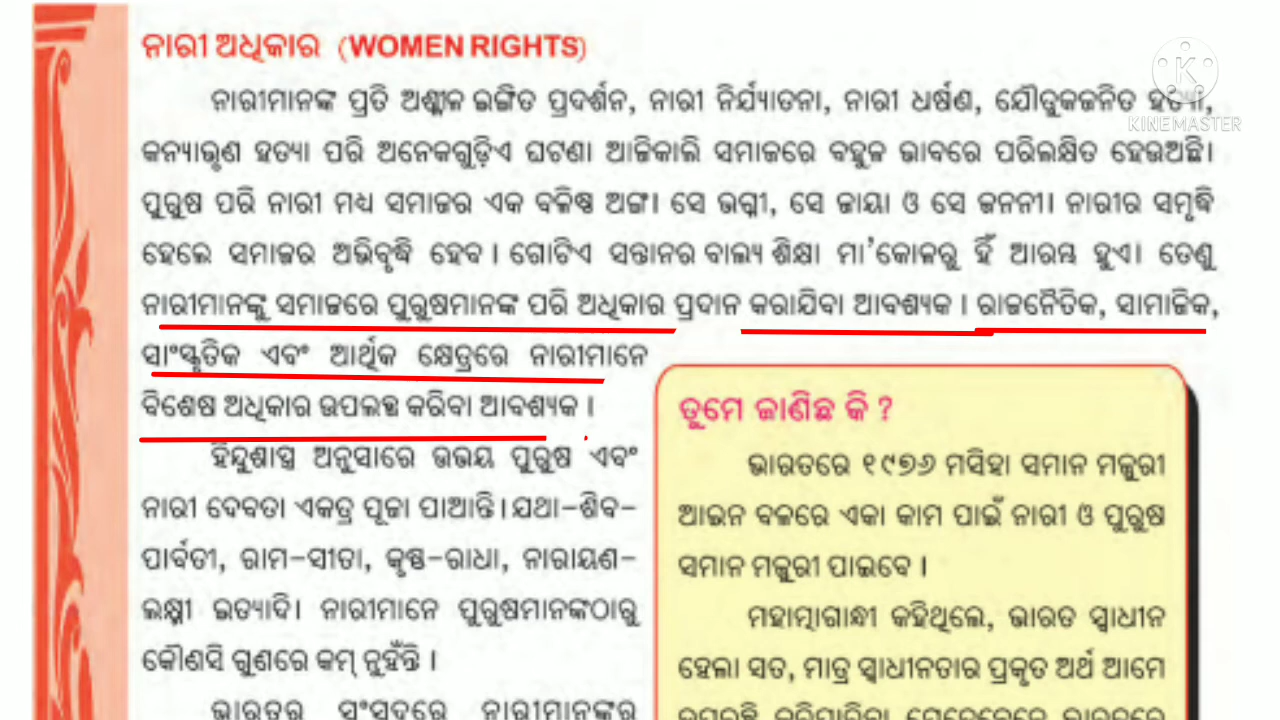 ନାରୀ ଅଧିକାର (WOMEN RIGHTS)
ନାରୀମାନଙ୍କ ପ୍ରତି ଅଶ୍ଳୀଳ ଇଙ୍ଗିତ ପ୍ରଦର୍ଶନ, ନାରୀ ନିର୍ଯ୍ୟାତନା, ନାରୀ ଧର୍ଷଣ, ଯୌତୁକଜନିତ ହତ୍ୟା,
KINEMASTER
କନ୍ୟାଭୃଣ ହତ୍ୟା ପରି ଅନେକଗୁଡ଼ିଏ ଘଟଣା ଆଜିକାଲି ସମାଜରେ ବହୁଳ ଭାବରେ ପରିଲକ୍ଷିତ ହେଉଅଛି।
ପୁରୁଷ ପରି ନାରୀ ମଧ୍ୟ ସମାଜର ଏକ ବଳିଷ୍ଠ ଅଙ୍ଗ। ସେ ଭଗ୍ନୀ, ସେ ଜାୟା ଓ ସେ ଜନନୀ। ନାରୀର ସମୃଦ୍ଧି
ହେଲେ ସମାଜର ଅଭିବୃଦ୍ଧି ହେବ। ଗୋଟିଏ ସନ୍ତାନର ବାଲ୍ୟ ଶିକ୍ଷା ମା'କୋଳରୁ ହିଁ ଆରମ୍ଭ ହୁଏ। ତେଣୁ
ନାରୀମାନଙ୍କୁ ସମାଜରେ ପୁରୁଷମାନଙ୍କ ପରି ଅଧିକାର ପ୍ରଦାନ କରାଯିବା ଆବଶ୍ୟକ। ରାଜନୈତିକ, ସାମାଜିକ,
ସାଂସ୍କୃତିକ ଏବଂ ଆର୍ଥିକ କ୍ଷେତ୍ରରେ ନାରୀମାନେ
ବିଶେଷ ଅଧିକାର ଉପଲବ୍ଧ କରିବା ଆବଶ୍ୟକ।
ହିନ୍ଦୁଶାସ୍ତ୍ର ଅନୁସାରେ ଉଭୟ ପୁରୁଷ ଏବଂ
ନାରୀ ଦେବତା ଏକତ୍ର ପୂଜା ପାଆନ୍ତି। ଯଥା-ଶିବ-
ପାର୍ବତୀ, ରାମ-ସୀତା, କୃଷ୍ଣ-ରାଧା, ନାରାୟଣ-
ଲକ୍ଷ୍ମୀ ଇତ୍ୟାଦି। ନାରୀମାନେ ପୁରୁଷମାନଙ୍କଠାରୁ
କୌଣସି ଗୁଣରେ କମ୍ ନୁହଁନ୍ତି।
ଭାରତର ସଂସଦରେ ନାରୀମାନଙ୍କର
ତୁମେ ଜାଣିଛ କି ?
ଭାରତରେ ୧୯୭୬ ମସିହା ସମାନ ମଜୁରୀ
ଆଇନ ବଳରେ ଏକା କାମ ପାଇଁ ନାରୀ ଓ ପୁରୁଷ
ସମାନ ମଜୁରୀ ପାଇବେ।
ମହାତ୍ମାଗାନ୍ଧୀ କହିଥିଲେ, ଭାରତ ସ୍ୱାଧୀନ
ହେଲା ସତ, ମାତ୍ର ସ୍ୱାଧୀନତାର ପ୍ରକୃତ ଅର୍ଥ ଆମେ